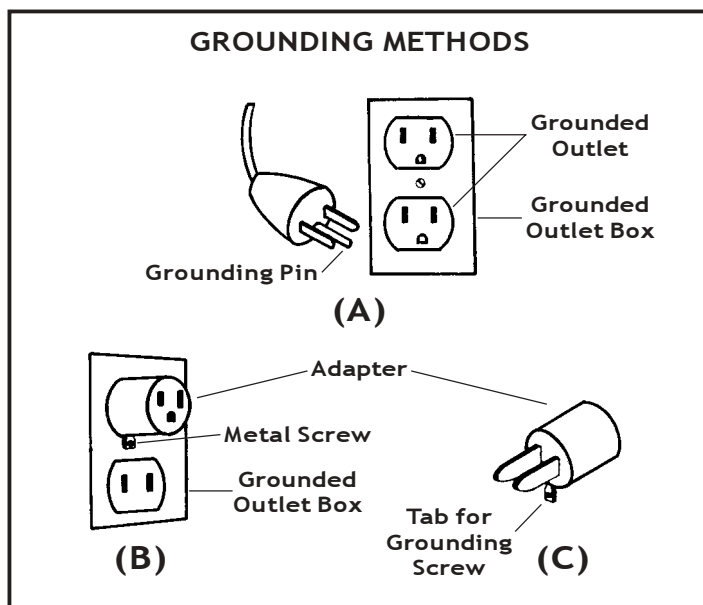 GROUNDING METHODS
Grounded
Outlet
Grounded
Outlet Box
Grounding Pin
(A)
Adapter
Metal Screw
Grounded
Outlet Box
(B)
Tab for
Grounding
Screw
(C)